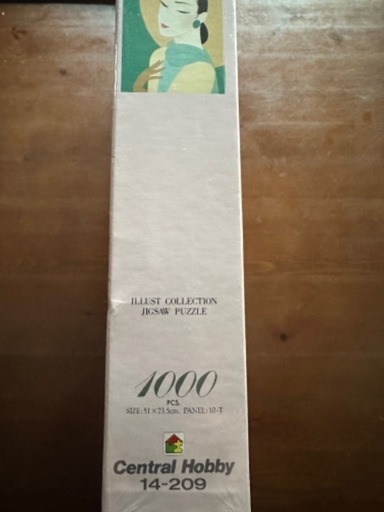 ILLUST COLLECTION
JIGSAW PUZZLE
1000
PCS.
SIZE: 51×73.5cm. PANEL: 10-T
Central Hobby
14-209